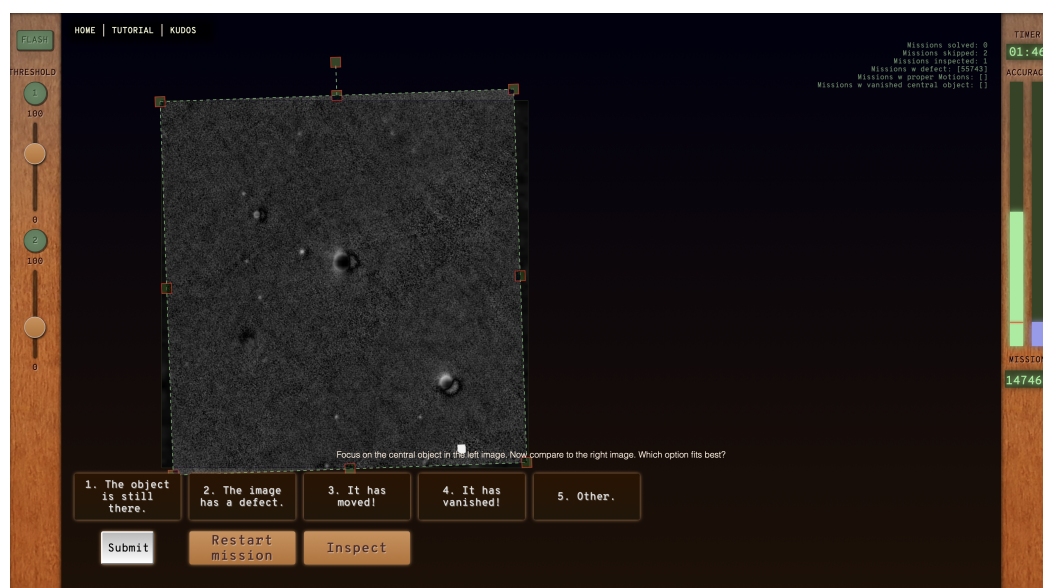 HOME | TUTORIAL | KUDOS
FLASH
THRESHOLD
1
100
0
2
100
0
Missions solved: 0
Missions skipped: 2
Missions inspected: 1
Missions w defect: [55743]
Missions w proper Motions: []
Missions w vanished central object: []
TIMER
01:46
ACCURAC
MISSION
14746
Focus on the central object in the left image. Now compare to the right image. Which option fits best?
1. The object is still there.
2. The image has a defect.
3. It has moved!
4. It has vanished!
5. Other.
Submit
Restart mission
Inspect